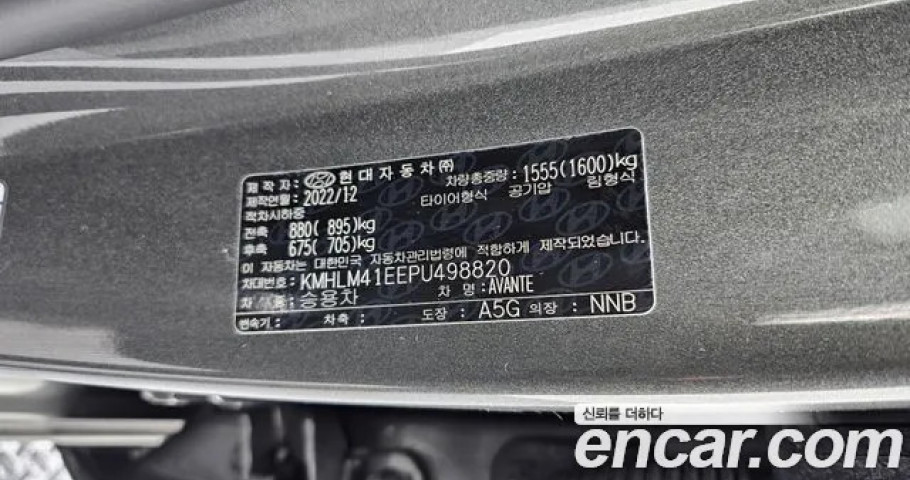 제작자: HYUNDAI 현대자동차㈜ 차량총중량: 1555(1600)kg
제작연월: 2022/12 타이어형식 공기압 림형식
적차시하중
전축 880( 895)kg
후축 675( 705)kg
이 자동차는 대한민국 자동차관리법령에 적합하게 제작되었습니다.
차대번호: KMHLM41EEPU498820
차 종: 승용차 차 명: AVANTE
변속기: 차축: 도장: A5G 의장: NNB
신뢰를 더하다
encar.com